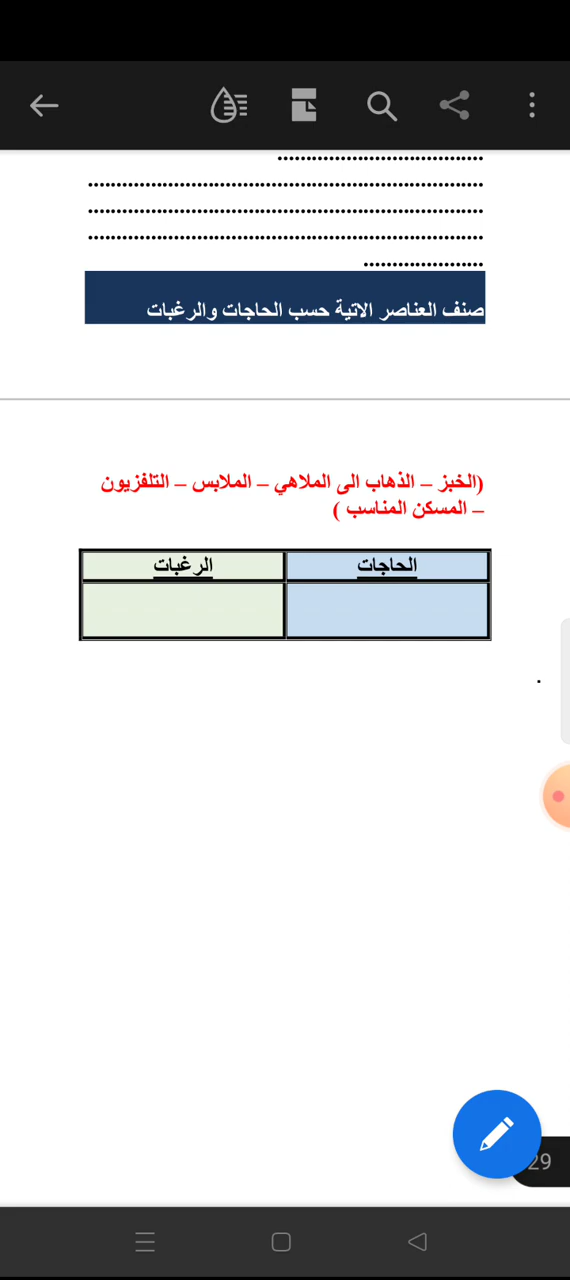 ..................................
.................................................................
.................................................................
.................................................................
....................
صنف العناصر الاتية حسب الحاجات والرغبات
(الخبز – الذهاب الى الملاهي – الملابس – التلفزيون
– المسكن المناسب )
الحاجات
الرغبات
.
29